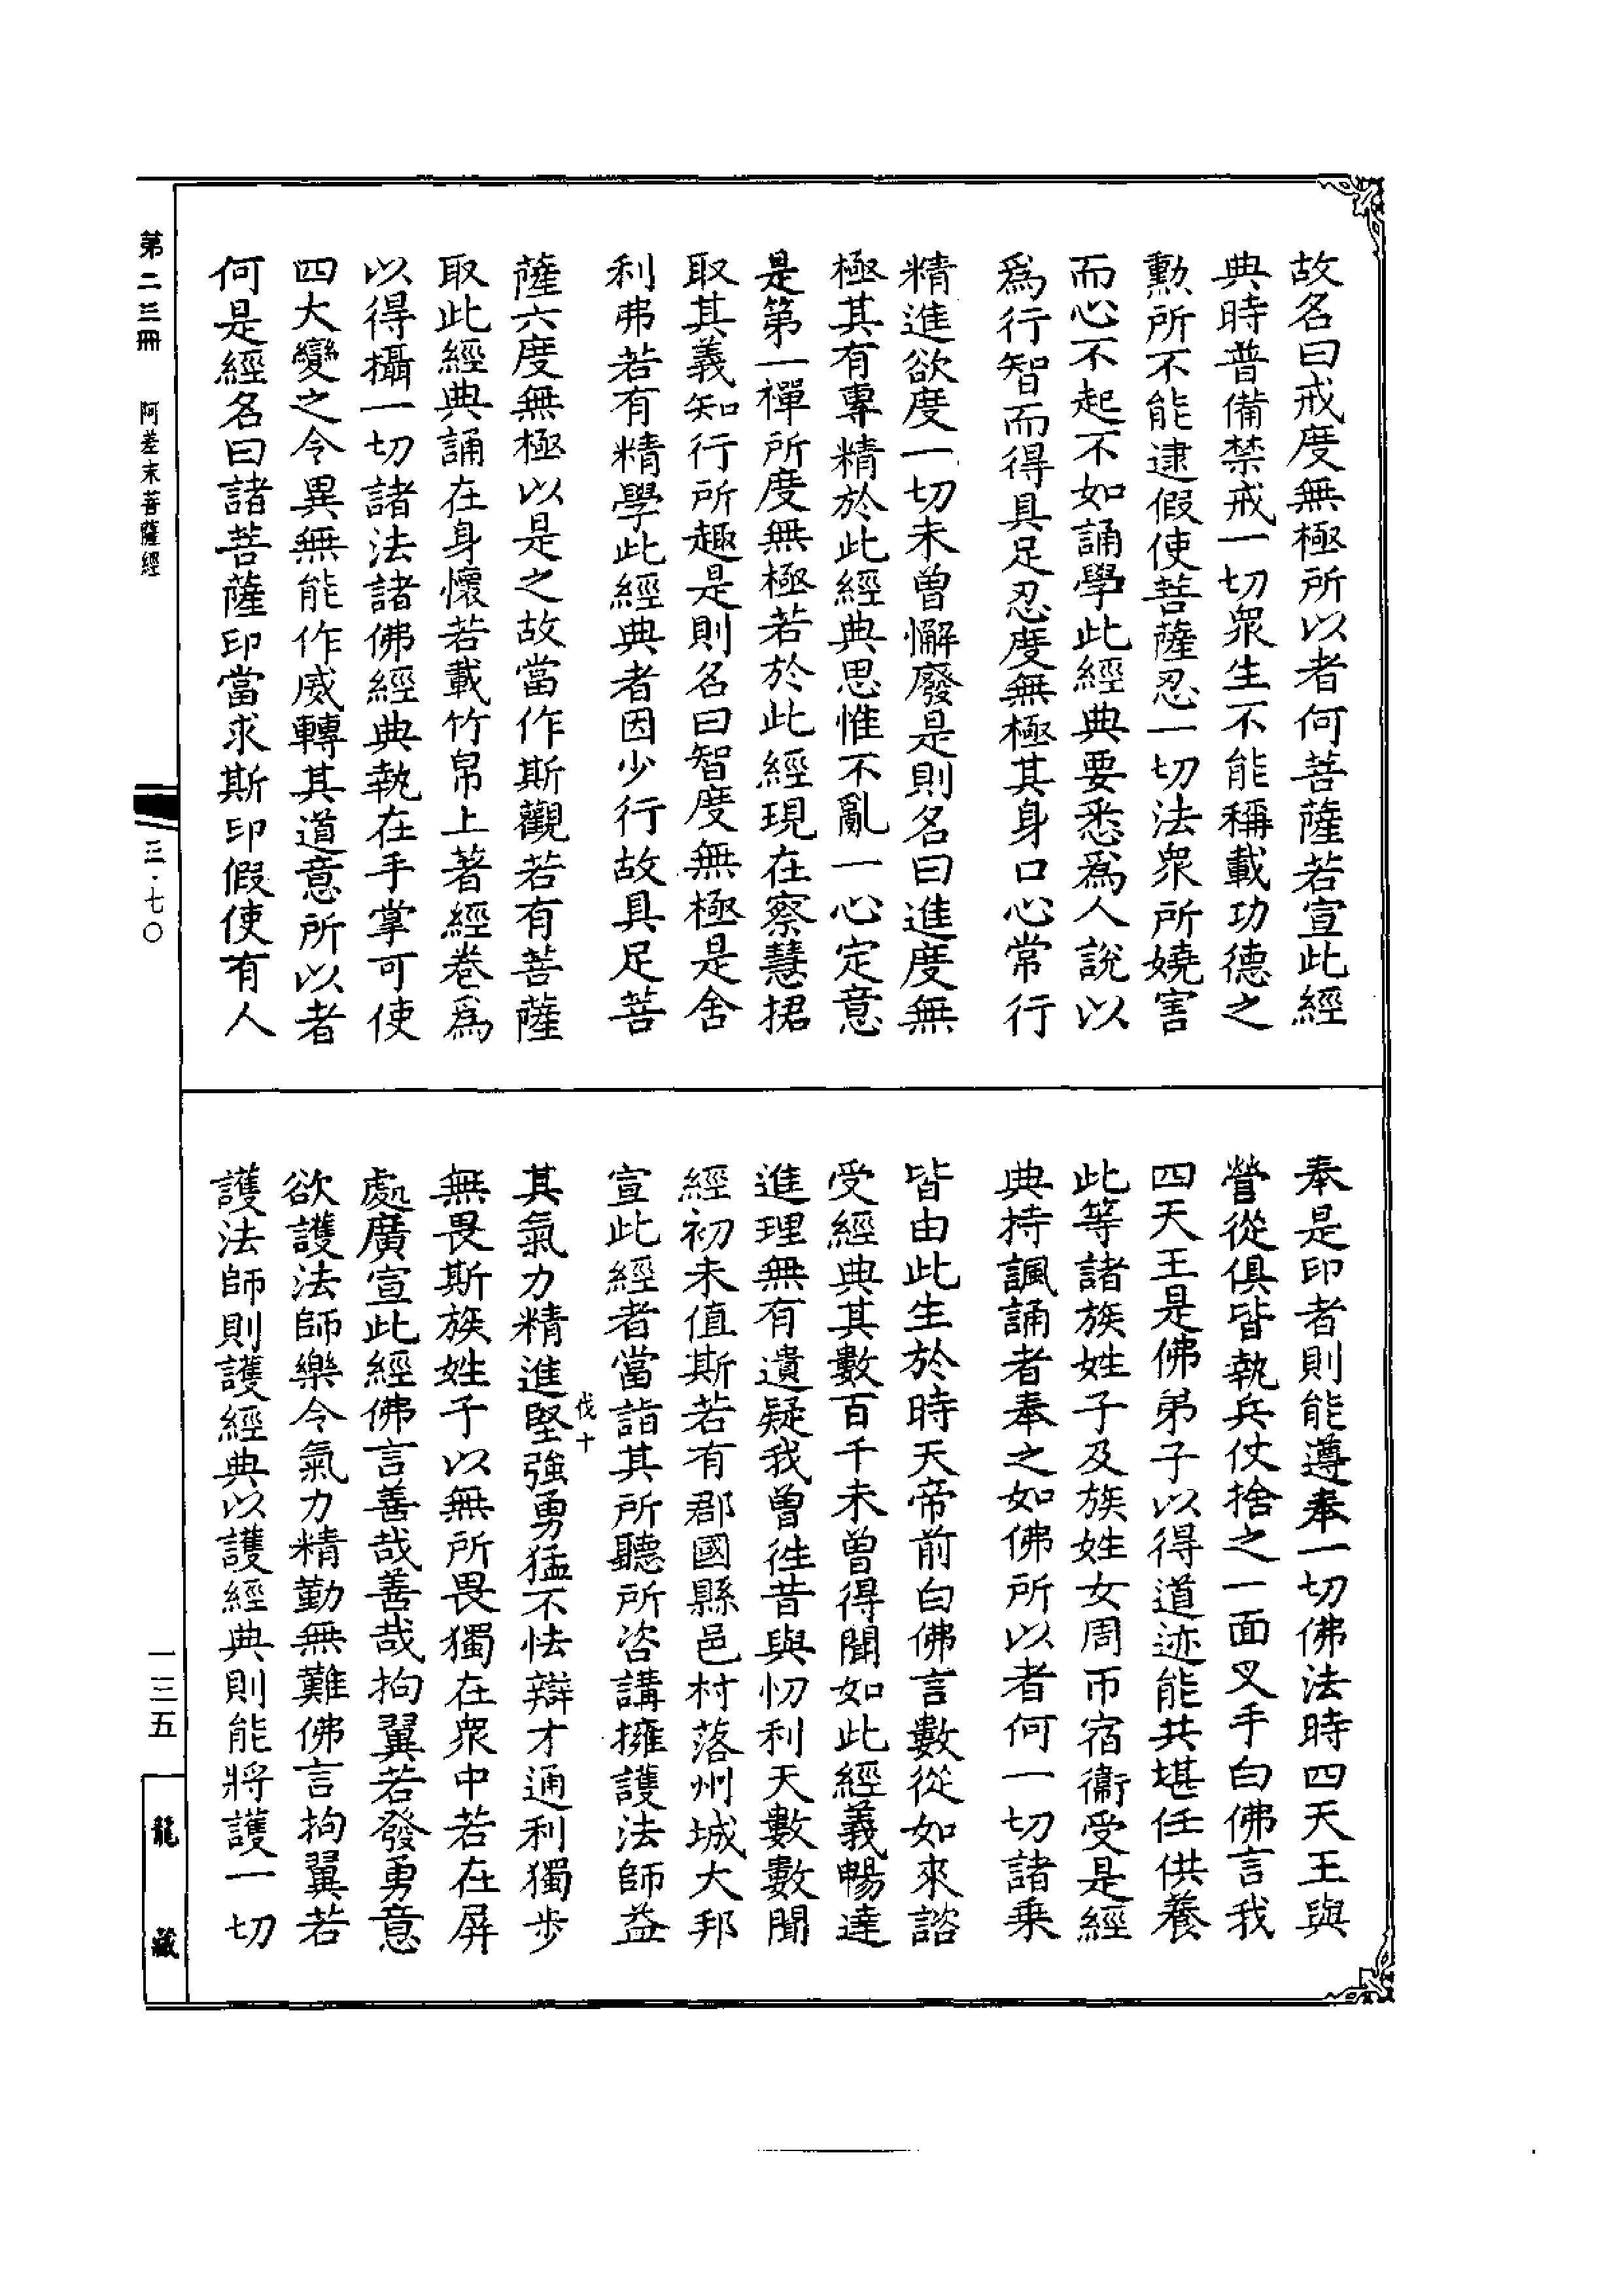 故名曰戒度無極所以者何菩薩若宣此經
典時普備禁戒一切衆生不能稱載功德之
勲所不能逮假使菩薩忍一切法衆所嬈害
而心不起不如誦學此經典要悉爲人說以
爲行智而得具足忍度無極其身口心常行
精進欲度一切未曾懈廢是則名曰進度無
極其有專精於此經典思惟不亂一心定意
是第一禪所度無極若於此經現在察慧捃
取其義知行所趣是則名曰智度無極是舍
利弗若有精學此經典者因少行故具足菩
薩六度無極以是之故當作斯觀若有菩薩
取此經典誦在身懷若載竹帛上著經卷爲
以得攝一切諸法諸佛經典執在手掌可使
四大變之令異無能作威轉其道意所以者
何是經名曰諸菩薩印當求斯印假使有人
奉是印者則能遵奉一切佛法時四天王與
營從俱皆執兵仗捨之一面叉手白佛言我
四天王是佛弟子以得道迹能共堪任供養
此等諸族姓子及族姓女周帀宿衞受是經
典持諷誦者奉之如佛所以者何一切諸乗
皆由此生於時天帝前白佛言數從如來諮
受經典其數百千未曾得聞如此經義暢達
進理無有遺疑我曾徃昔與忉利天數數聞
經初未值斯若有郡國縣邑村落州城大邦
宣此經者當詣其所聽所咨講擁護法師益
其氣力精進堅強勇猛不怯辯才通利獨步
伐十
無畏斯族姓子以無所畏獨在衆中若在屏
處廣宣此經佛言善哉善哉拘翼若發勇意
欲護法師樂令氣力精勤無難佛言拘翼若
護法師則護經典以護經典則能將護一切
第二三冊 阿差末菩薩經 三·七〇 一三五 龍藏